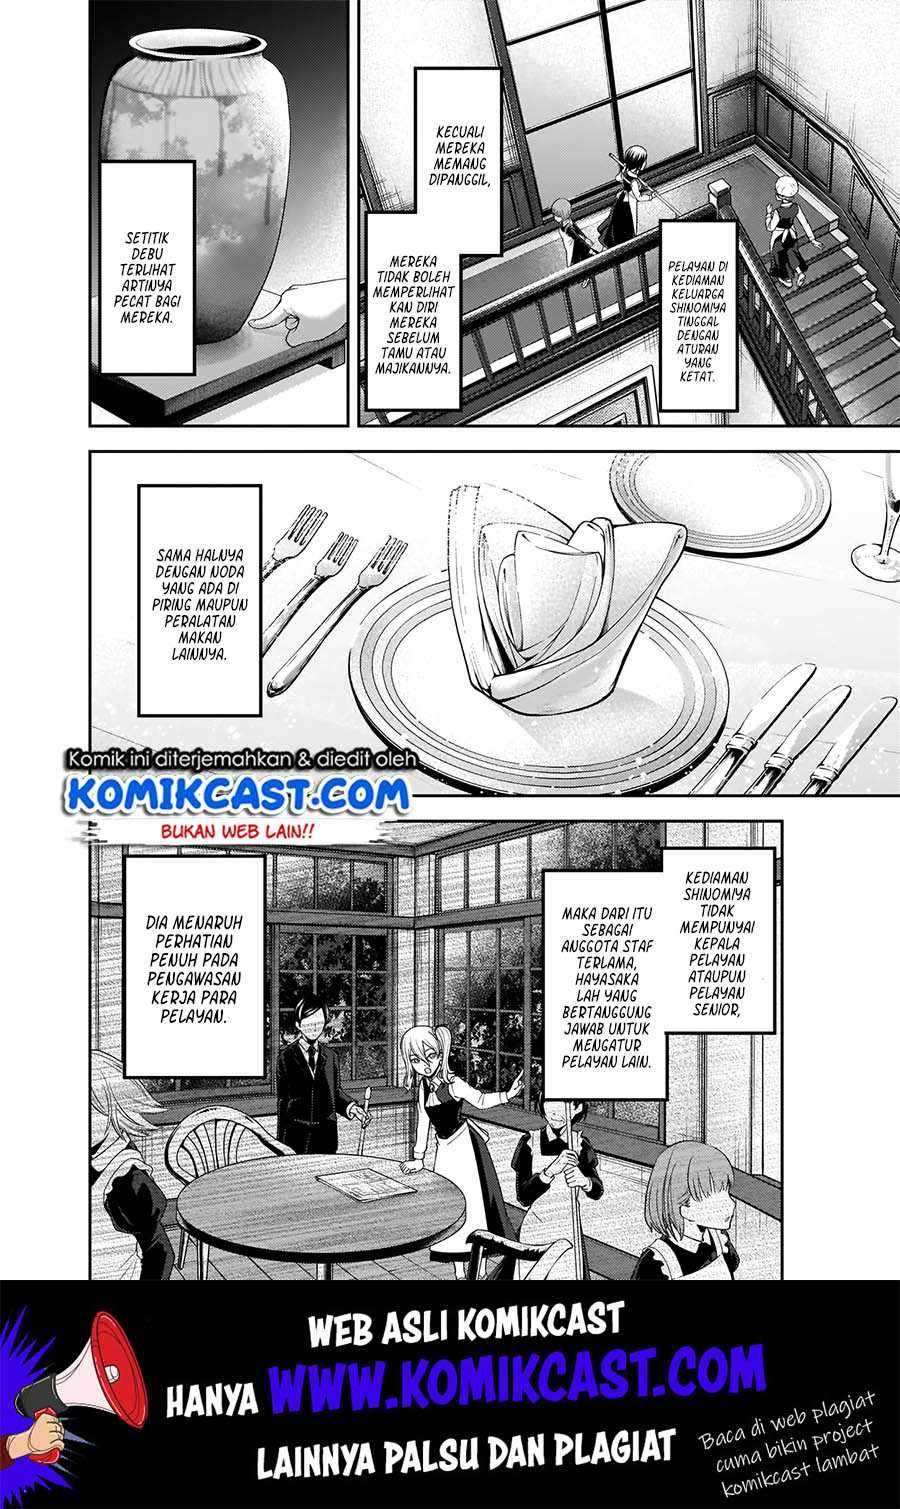 PELAYAN DI
KEDIAMAN
KELUARGA
SHINOMIYA
TINGGAL
DENGAN
ATURAN
YANG
KETAT.
KECUALI
MEREKA
MEMANG
DIPANGGIL,
MEREKA
TIDAK BOLEH
MEMPERLIHAT
KAN DIRI
MEREKA
SEBELUM
TAMU ATAU
MAJIKANNYA.
SETITIK
DEBU
TERLIHAT
ARTINYA
PECAT BAGI
MEREKA.
SAMA HALNYA
DENGAN NODA
YANG ADA DI
PIRING MAUPUN
PERALATAN
MAKAN
LAINNYA.
Komik ini diterjemahkan & diedit oleh
KOMIKCAST.COM
BUKAN WEB LAIN!!
KEDIAMAN
SHINOMIYA
TIDAK
MEMPUNYAI
KEPALA
PELAYAN
ATAUPUN
PELAYAN
SENIOR,
MAKA DARI ITU
SEBAGAI
ANGGOTA STAF
TERLAMA,
HAYASAKA
LAH YANG
BERTANGGUNG
JAWAB UNTUK
MENGATUR
PELAYAN LAIN.
DIA MENARUH
PERHATIAN
PENUH PADA
PENGAWASAN
KERJA PARA
PELAYAN.
WEB ASLI KOMIKCAST
HANYA WWW.KOMIKCAST.COM
LAINNYA PALSU DAN PLAGIAT
Baca di web plagiat
cuma bikin project
komikcast lambat